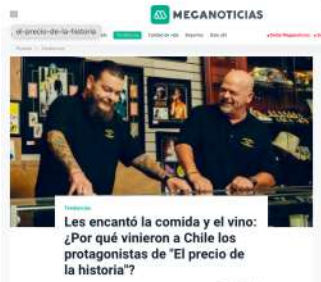 MEGANOTICIAS
el-precio-de-la-historia
Tendencias
Tendencias
Les encantó la comida y el vino:
¿Por qué vinieron a Chile los
protagonistas de "El precio de
la historia"?